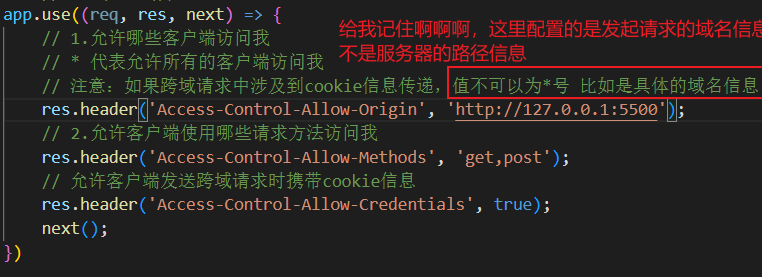 app.use((req, res, next) => {
给我记住啊啊啊，这里配置的是发起请求的域名信息
// 1.允许哪些客户端访问我
不是服务器的路径信息
// * 代表允许所有的客户端访问我
// 注意：如果跨域请求中涉及到cookie信息传递，值不可以为*号 比如是具体的域名信息
res.header('Access-Control-Allow-Origin', 'http://127.0.0.1:5500');
// 2.允许客户端使用哪些请求方法访问我
res.header('Access-Control-Allow-Methods', 'get,post');
// 允许客户端发送跨域请求时携带cookie信息
res.header('Access-Control-Allow-Credentials', true);
next();
})